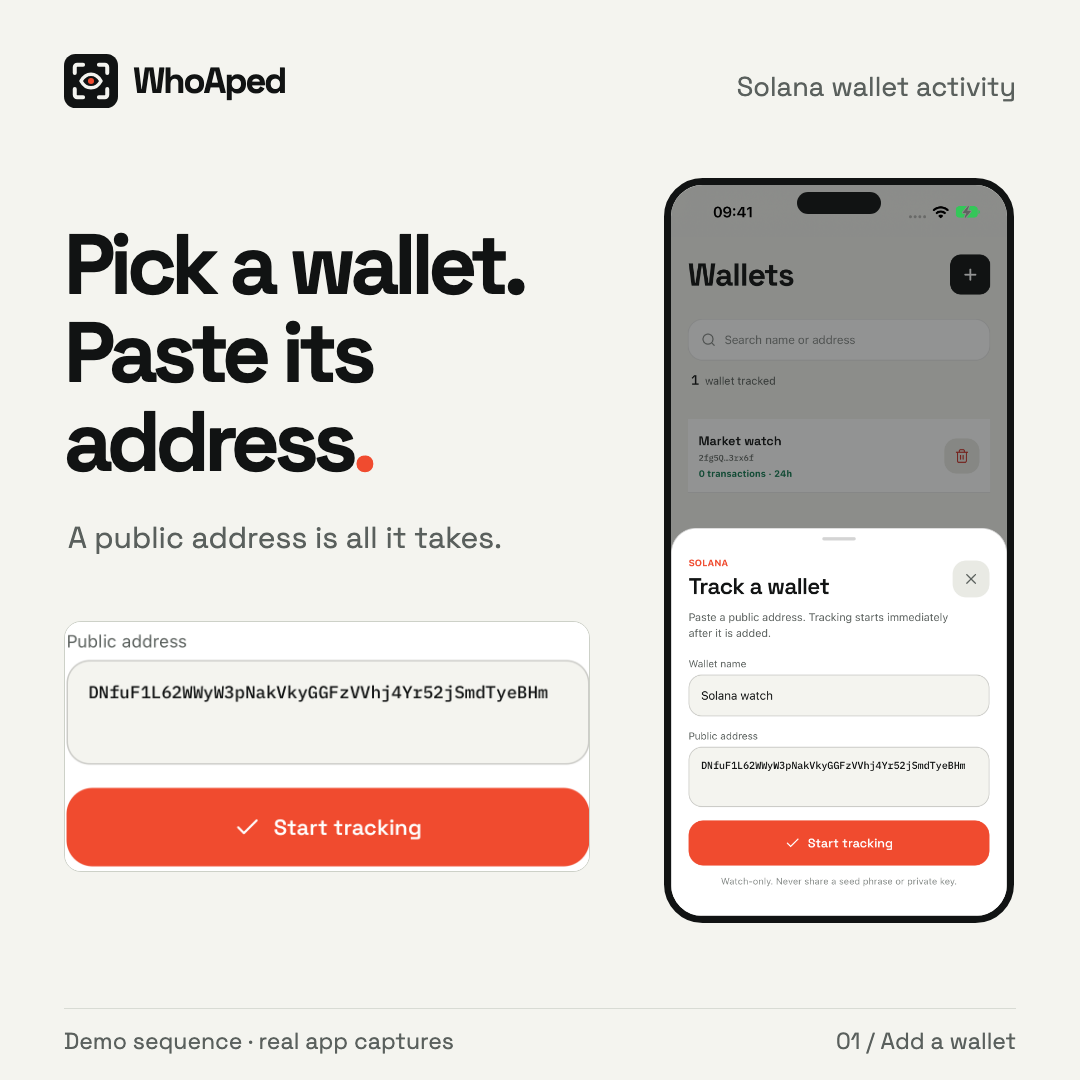 WhoAped
Solana wallet activity
Pick a wallet.
Paste its
address.
A public address is all it takes.
Public address
DNfuF1L62WWyW3pNakVkyGGFzVVhj4Yr52jSmdTyeBHm
Start tracking
09:41
Wallets
Search name or address
1 wallet tracked
Market watch
2fg5Q…3rx6f
0 transactions · 24h
SOLANA
Track a wallet
Paste a public address. Tracking starts immediately
after it is added.
Wallet name
Solana watch
Public address
DNfuF1L62WWyW3pNakVkyGGFzVVhj4Yr52jSmdTyeBHm
Start tracking
Watch-only. Never share a seed phrase or private key.
Demo sequence · real app captures
01 / Add a wallet